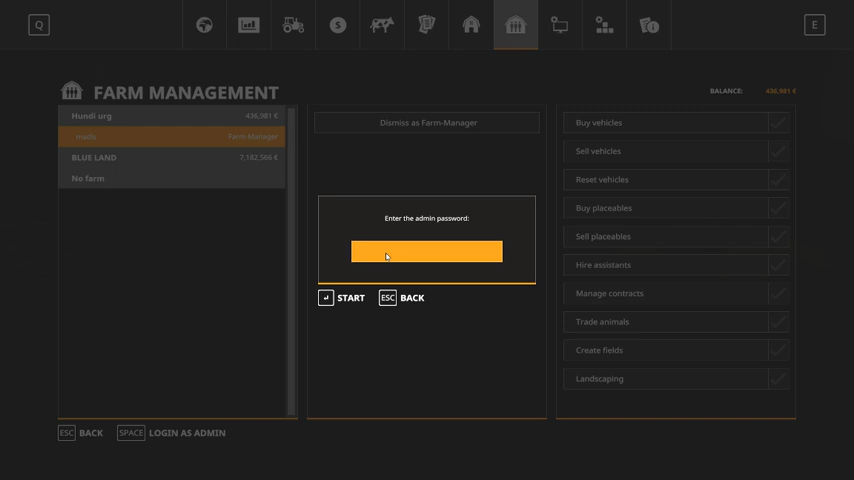 Q
E
FARM MANAGEMENT
BALANCE: 436,981 €
Hundi urg 436,981 €
Farm-Manager
BLUE LAND 7,182,566 €
No farm
Dismiss as Farm-Manager
Enter the admin password:
↵ START ESC BACK
Buy vehicles
Sell vehicles
Reset vehicles
Buy placeables
Sell placeables
Hire assistants
Manage contracts
Trade animals
Create fields
Landscaping
ESC BACK SPACE LOGIN AS ADMIN